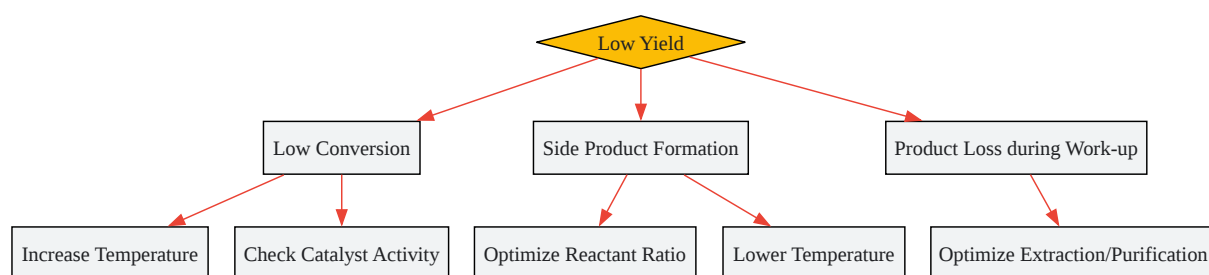 Low Yield
Low Conversion
Side Product Formation
Product Loss during Work-up
Increase Temperature
Check Catalyst Activity
Optimize Reactant Ratio
Lower Temperature
Optimize Extraction/Purification